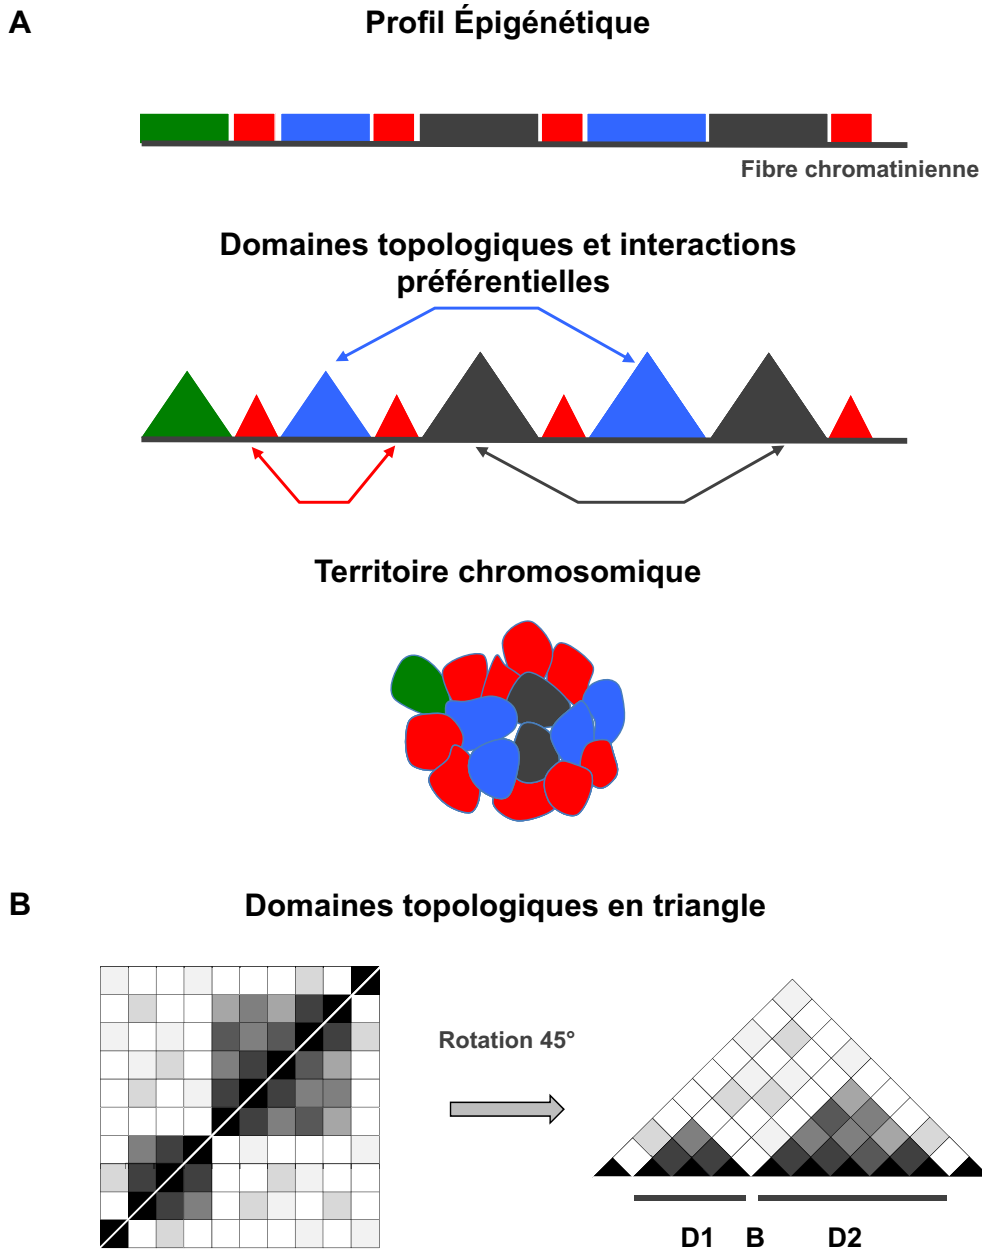 A
Profil Épigénétique
Fibre chromatinienne
Domaines topologiques et interactions
préférentielles
Territoire chromosomique
B
Domaines topologiques en triangle
Rotation 45°
D1 B D2